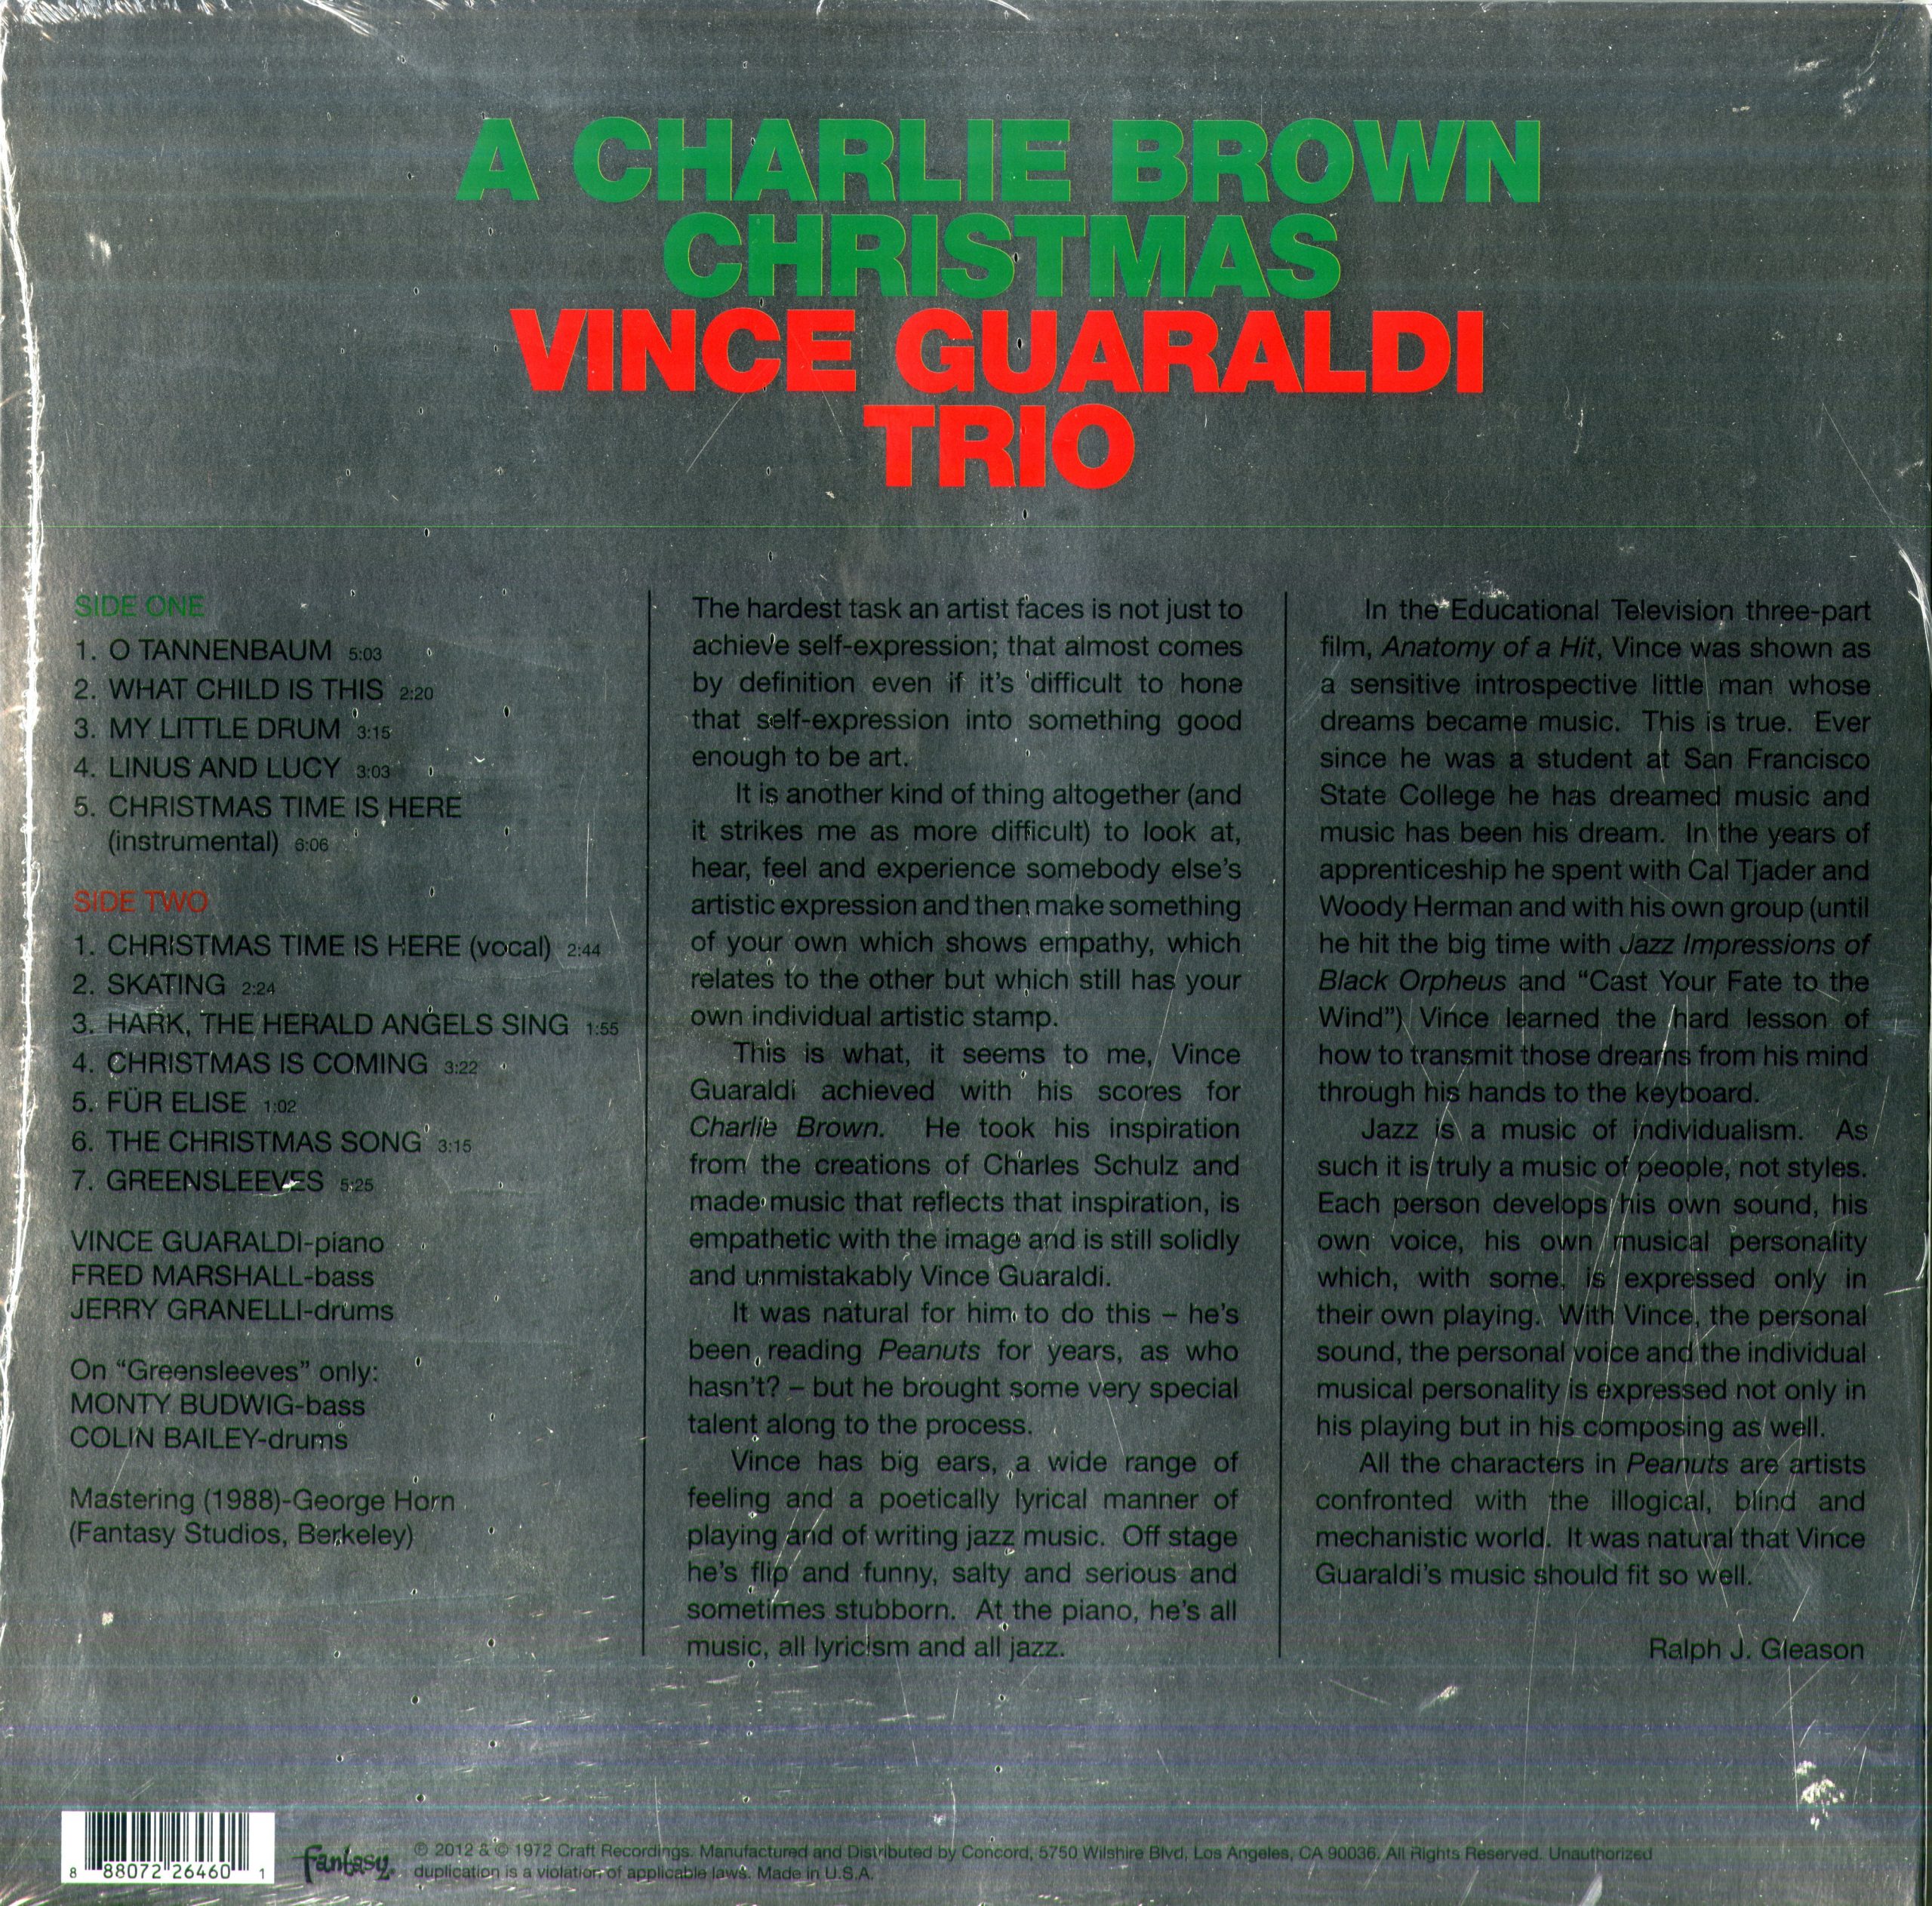 A CHARLIE BROWN
CHRISTMAS
VINCE GUARALDI
TRIO
SIDE ONE
1. O TANNENBAUM 5:03
2. WHAT CHILD IS THIS 2:20
3. MY LITTLE DRUM 3:15
4. LINUS AND LUCY 3:03
5. CHRISTMAS TIME IS HERE
(instrumental) 6:06
SIDE TWO
1. CHRISTMAS TIME IS HERE (vocal) 2:44
2. SKATING 2:24
3. HARK, THE HERALD ANGELS SING 1:55
4. CHRISTMAS IS COMING 3:22
5. FÜR ELISE 1:02
6. THE CHRISTMAS SONG 3:15
7. GREENSLEEVES 5:25
VINCE GUARALDI-piano
FRED MARSHALL-bass
JERRY GRANELLI-drums
On “Greensleeves” only:
MONTY BUDWIG-bass
COLIN BAILEY-drums
Mastering (1988)-George Horn
(Fantasy Studios, Berkeley)
The hardest task an artist faces is not just to
achieve self-expression; that almost comes
by definition even if it’s difficult to hone
that self-expression into something good
enough to be art.
It is another kind of thing altogether (and
it strikes me as more difficult) to look at,
hear, feel and experience somebody else’s
artistic expression and then make something
of your own which shows empathy, which
relates to the other but which still has your
own individual artistic stamp.
This is what, it seems to me, Vince
Guaraldi achieved with his scores for
Charlie Brown. He took his inspiration
from the creations of Charles Schulz and
made music that reflects that inspiration, is
empathetic with the image and is still solidly
and unmistakably Vince Guaraldi.
It was natural for him to do this – he’s
been reading Peanuts for years, as who
hasn’t? – but he brought some very special
talent along to the process.
Vince has big ears, a wide range of
feeling and a poetically lyrical manner of
playing and of writing jazz music. Off stage
he’s flip and funny, salty and serious and
sometimes stubborn. At the piano, he’s all
music, all lyricism and all jazz.
In the Educational Television three-part
film, Anatomy of a Hit, Vince was shown as
a sensitive introspective little man whose
dreams became music. This is true. Ever
since he was a student at San Francisco
State College he has dreamed music and
music has been his dream. In the years of
apprenticeship he spent with Cal Tjader and
Woody Herman and with his own group (until
he hit the big time with Jazz Impressions of
Black Orpheus and “Cast Your Fate to the
Wind”) Vince learned the hard lesson of
how to transmit those dreams from his mind
through his hands to the keyboard.
Jazz is a music of individualism. As
such it is truly a music of people, not styles.
Each person develops his own sound, his
own voice, his own musical personality
which, with some, is expressed only in
their own playing. With Vince, the personal
sound, the personal voice and the individual
musical personality is expressed not only in
his playing but in his composing as well.
All the characters in Peanuts are artists
confronted with the illogical, blind and
mechanistic world. It was natural that Vince
Guaraldi’s music should fit so well.
Ralph J. Gleason
8 88072 26460 1
Fantasy
℗ 2012 & © 1972 Craft Recordings. Manufactured and Distributed by Concord, 5750 Wilshire Blvd, Los Angeles, CA 90036. All Rights Reserved. Unauthorized
duplication is a violation of applicable laws. Made in U.S.A.